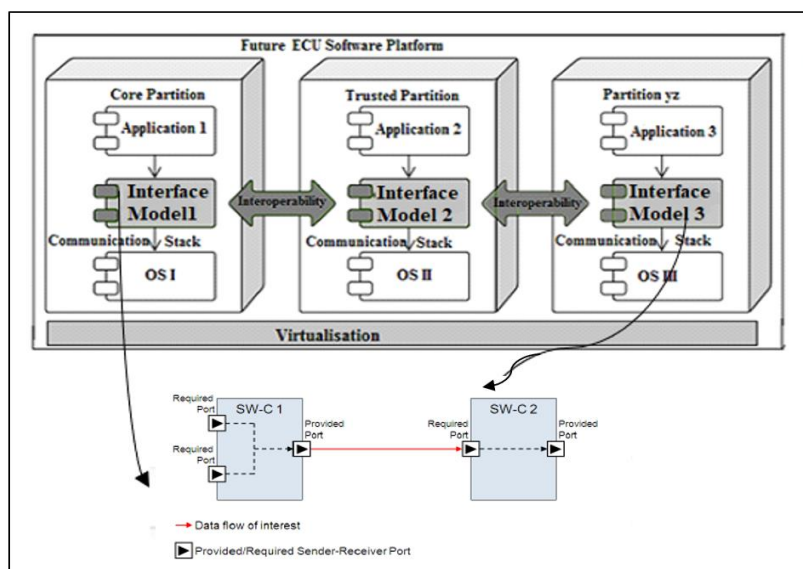 Future ECU Software Platform
Core Partition
Application 1
Interface
Model1
Communication Stack
OS I
Interoperability
Trusted Partition
Application 2
Interface
Model 2
Communication Stack
OS II
Interoperability
Partition yz
Application 3
Interface
Model 3
Communication Stack
OS III
Virtualisation
Required
Port
SW-C 1
Provided
Port
Required
Port
Required
Port
SW-C 2
Provided
Port
Data flow of interest
Provided/Required Sender-Receiver Port